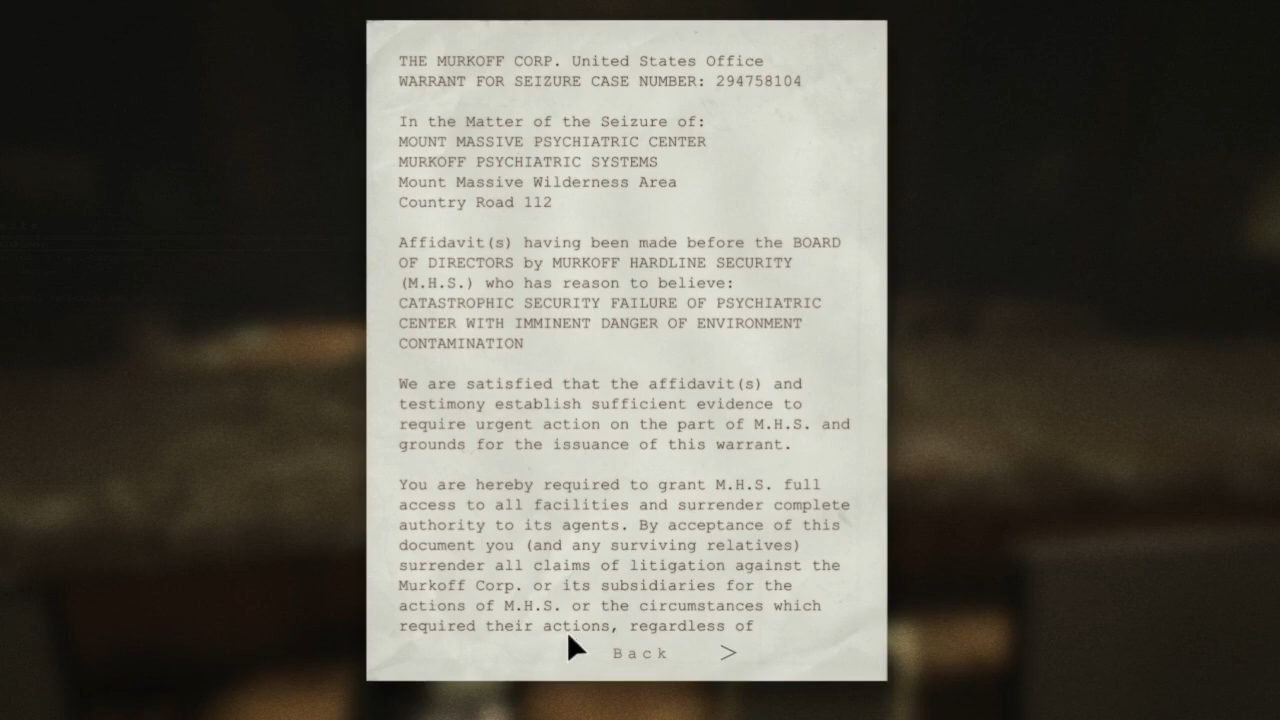 THE MURKOFF CORP. United States Office
WARRANT FOR SEIZURE CASE NUMBER: 294758104
In the Matter of the Seizure of:
MOUNT MASSIVE PSYCHIATRIC CENTER
MURKOFF PSYCHIATRIC SYSTEMS
Mount Massive Wilderness Area
Country Road 112
Affidavit(s) having been made before the BOARD
OF DIRECTORS by MURKOFF HARDLINE SECURITY
(M.H.S.) who has reason to believe:
CATASTROPHIC SECURITY FAILURE OF PSYCHIATRIC
CENTER WITH IMMINENT DANGER OF ENVIRONMENT
CONTAMINATION
We are satisfied that the affidavit(s) and
testimony establish sufficient evidence to
require urgent action on the part of M.H.S. and
grounds for the issuance of this warrant.
You are hereby required to grant M.H.S. full
access to all facilities and surrender complete
authority to its agents. By acceptance of this
document you (and any surviving relatives)
surrender all claims of litigation against the
Murkoff Corp. or its subsidiaries for the
actions of M.H.S. or the circumstances which
required their actions, regardless of
Back >